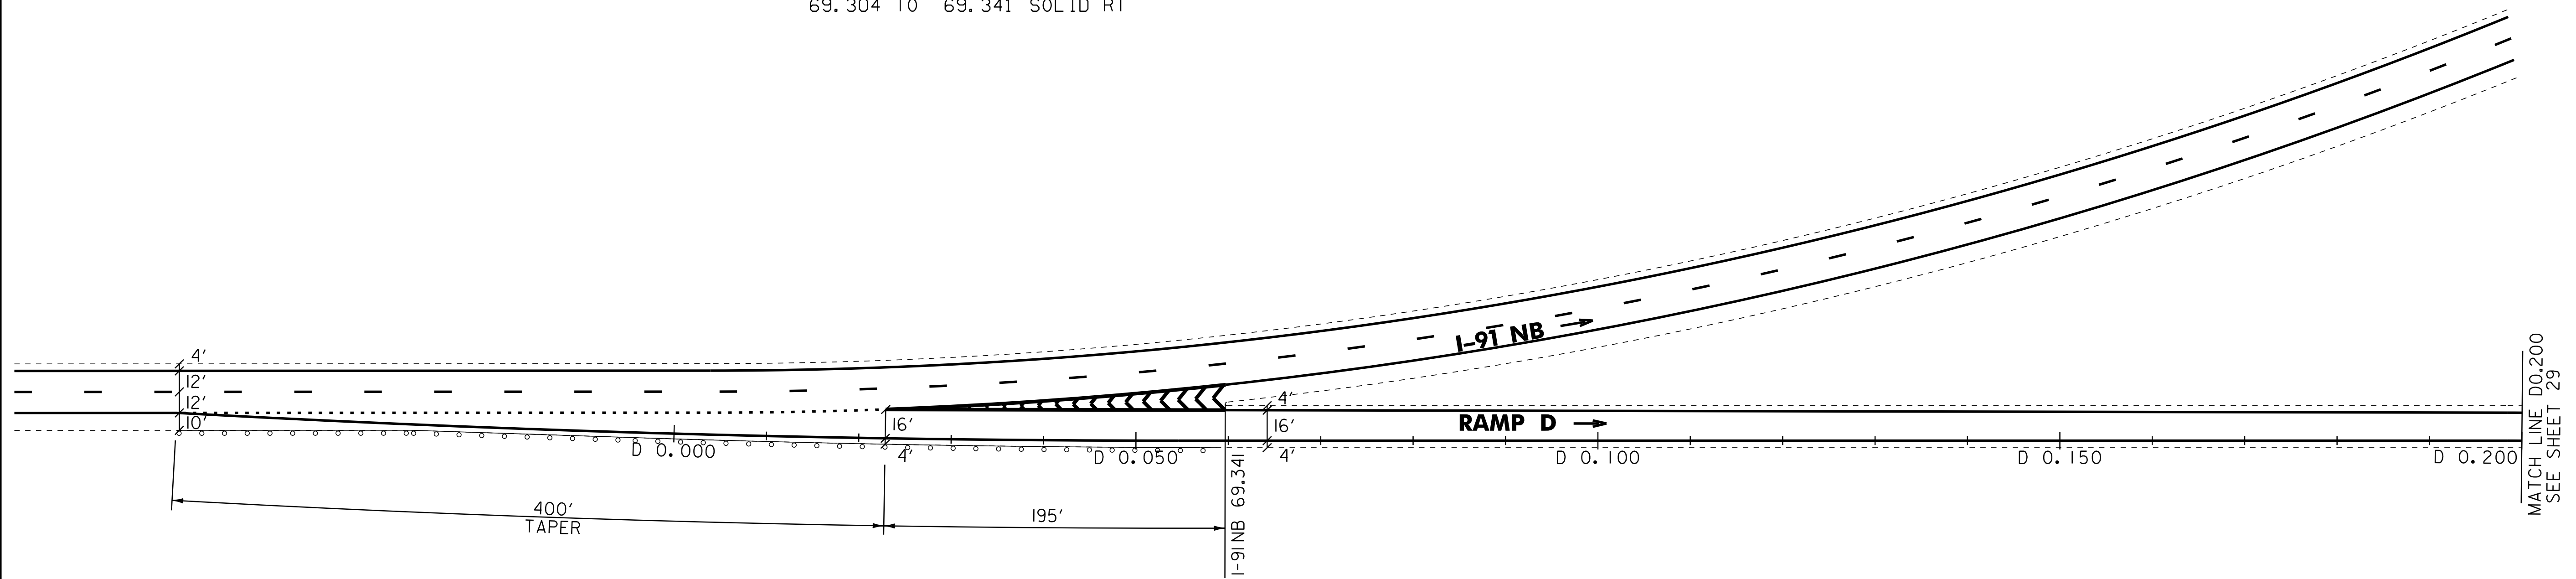 69.304 TO 69.341 SOLID RT
4'
12'
12'
10'
I-91 NB
4'
16'
16'
RAMP D
4'
4'
D 0.000
D 0.050
D 0.100
D 0.150
D 0.200
400'
TAPER
195'
I-91NB 69.341
MATCH LINE D0.200
SEE SHEET 29